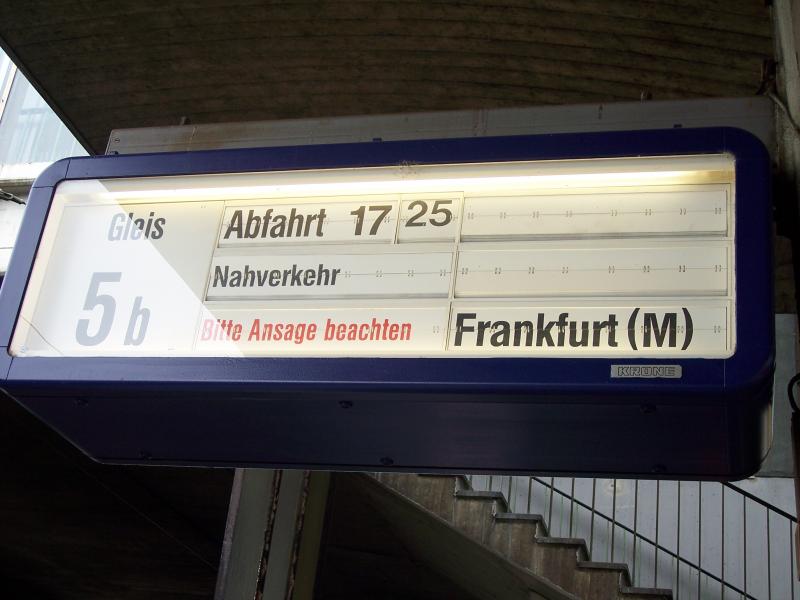 Gleis
5 b
Abfahrt 17 25
Nahverkehr
Bitte Ansage beachten
Frankfurt (M)
KRONE